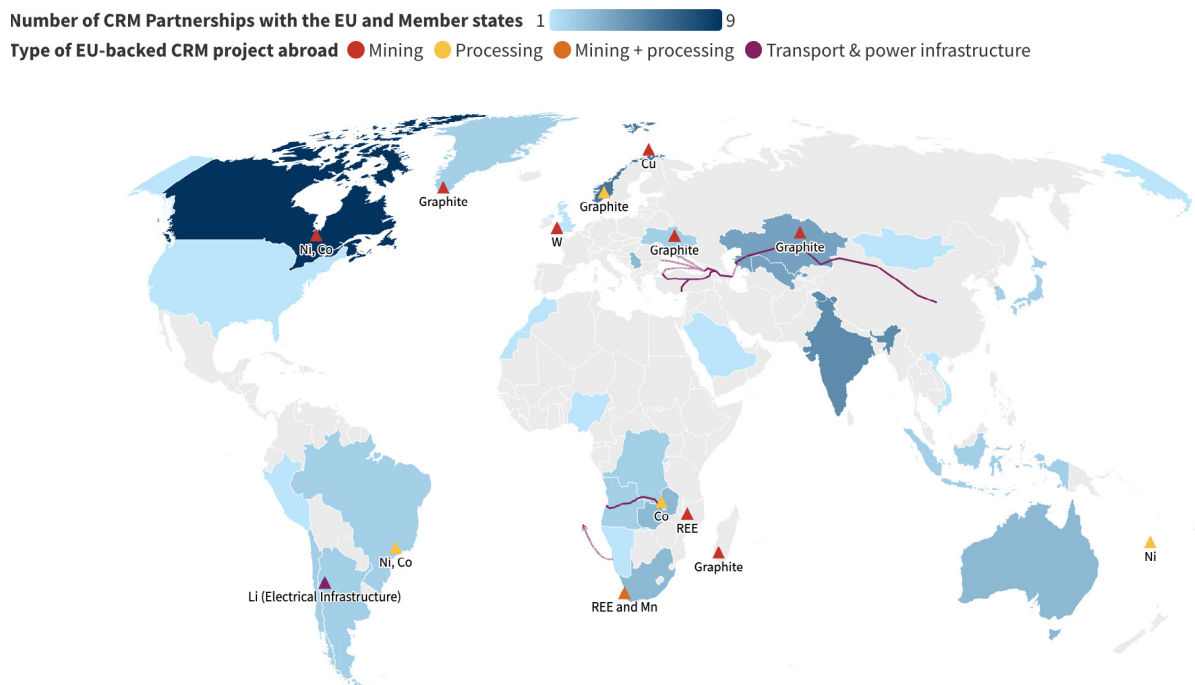 Number of CRM Partnerships with the EU and Member states 1 9
Type of EU-backed CRM project abroad Mining Processing Mining + processing Transport & power infrastructure
Cu
Graphite
Graphite
W
Ni, Co
Graphite
Graphite
Co
REE
Ni
Ni, Co
Graphite
Li (Electrical Infrastructure)
REE and Mn